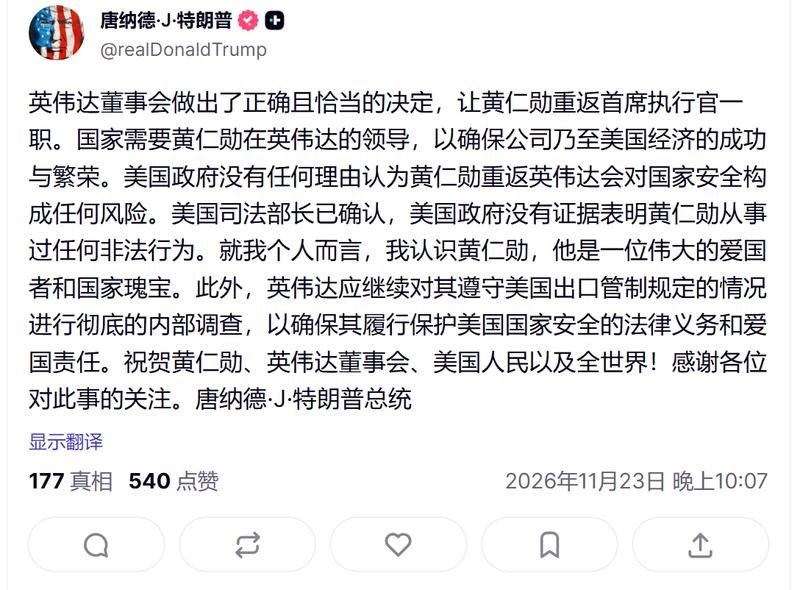 唐纳德·J·特朗普
@realDonaldTrump
英伟达董事会做出了正确且恰当的决定，让黄仁勋重返首席执行官一
职。国家需要黄仁勋在英伟达的领导，以确保公司乃至美国经济的成功
与繁荣。美国政府没有任何理由认为黄仁勋重返英伟达会对国家安全构
成任何风险。美国司法部长已确认，美国政府没有证据表明黄仁勋从事
过任何非法行为。就我个人而言，我认识黄仁勋，他是一位伟大的爱国
者和国家瑰宝。此外，英伟达应继续对其遵守美国出口管制规定的情况
进行彻底的内部调查，以确保其履行保护美国国家安全的法律义务和爱
国责任。祝贺黄仁勋、英伟达董事会、美国人民以及全世界！感谢各位
对此事的关注。唐纳德·J·特朗普总统
显示翻译
177 真相 540 点赞 2026年11月23日 晚上10:07